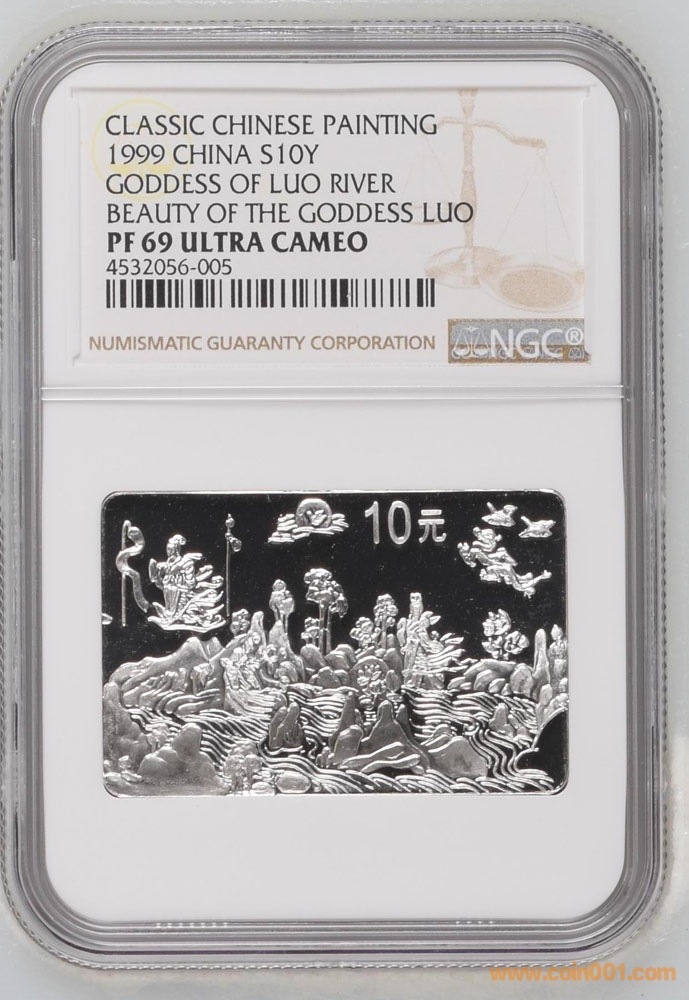 CLASSIC CHINESE PAINTING
1999 CHINA S10Y
GODDESS OF LUO RIVER
BEAUTY OF THE GODDESS LUO
PF 69 ULTRA CAMEO
4532056-005
NUMISMATIC GUARANTY CORPORATION
NGC®
10元
www.coin001.com